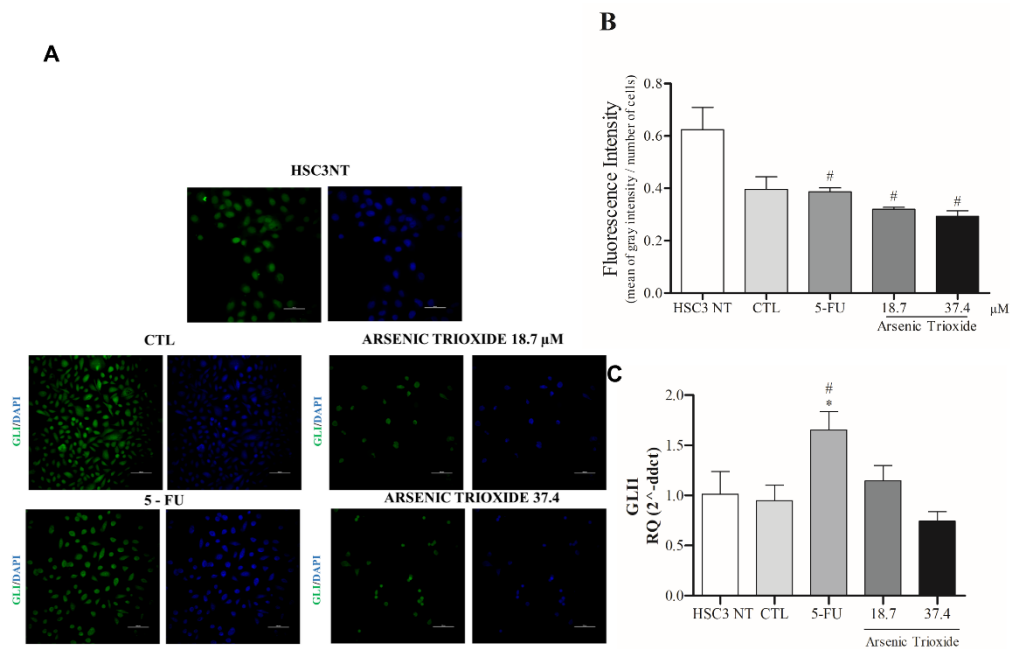 A
HSC3NT
CTL
GLI/DAPI
ARSENIC TRIOXIDE 18.7 µM
GLI/DAPI
5 - FU
GLI/DAPI
ARSENIC TRIOXIDE 37.4
GLI/DAPI
B
Fluorescence Intensity
(mean of gray intensity / number of cells)
0.8
0.6
0.4
0.2
0.0
# # #
HSC3 NT CTL 5-FU 18.7 37.4 µM
Arsenic Trioxide
C
GLI1
RQ (2^-ddct)
2.0
1.5
1.0
0.5
0.0
#
*
HSC3 NT CTL 5-FU 18.7 37.4
Arsenic Trioxide